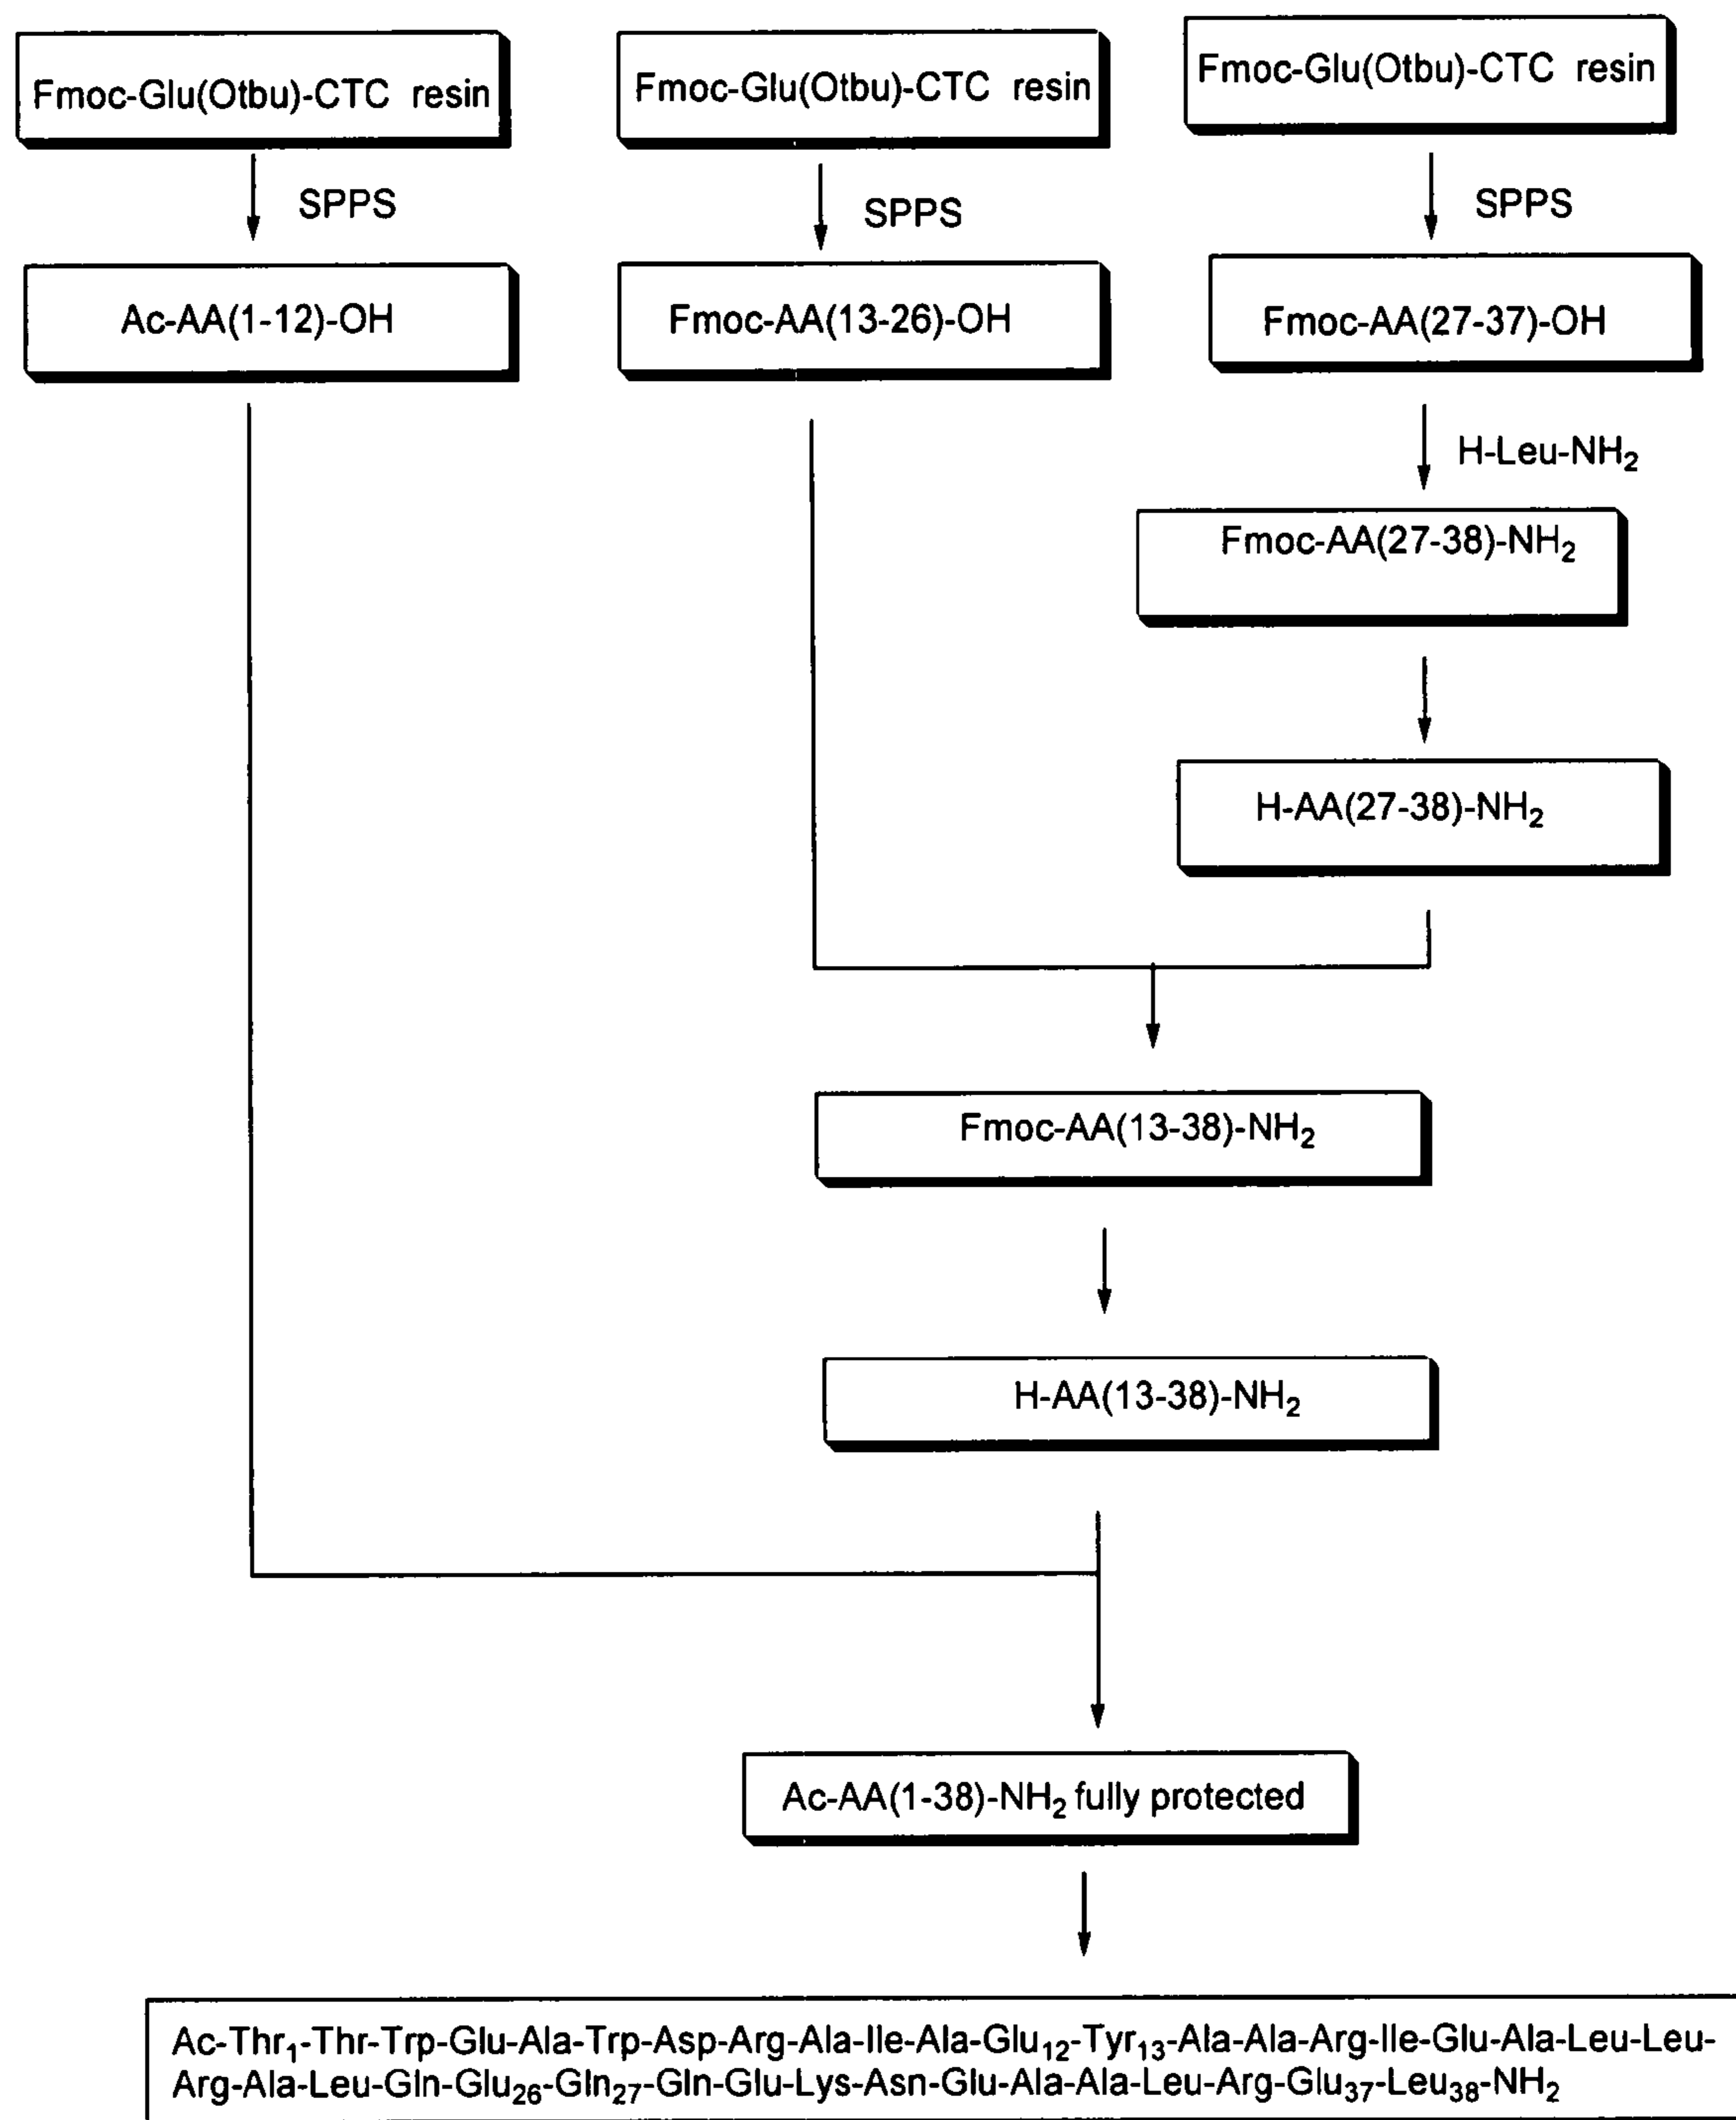 Fmoc-Glu(Otbu)-CTC resin
Fmoc-Glu(Otbu)-CTC resin
Fmoc-Glu(Otbu)-CTC resin
SPPS
SPPS
SPPS
Ac-AA(1-12)-OH
Fmoc-AA(13-26)-OH
Fmoc-AA(27-37)-OH
H-Leu-NH₂
Fmoc-AA(27-38)-NH₂
H-AA(27-38)-NH₂
Fmoc-AA(13-38)-NH₂
H-AA(13-38)-NH₂
Ac-AA(1-38)-NH₂ fully protected
Ac-Thr₁-Thr-Trp-Glu-Ala-Trp-Asp-Arg-Ala-Ile-Ala-Glu₁₂-Tyr₁₃-Ala-Ala-Arg-Ile-Glu-Ala-Leu-Leu-
Arg-Ala-Leu-Gln-Glu₂₆-Gln₂₇-Gln-Glu-Lys-Asn-Glu-Ala-Ala-Leu-Arg-Glu₃₇-Leu₃₈-NH₂